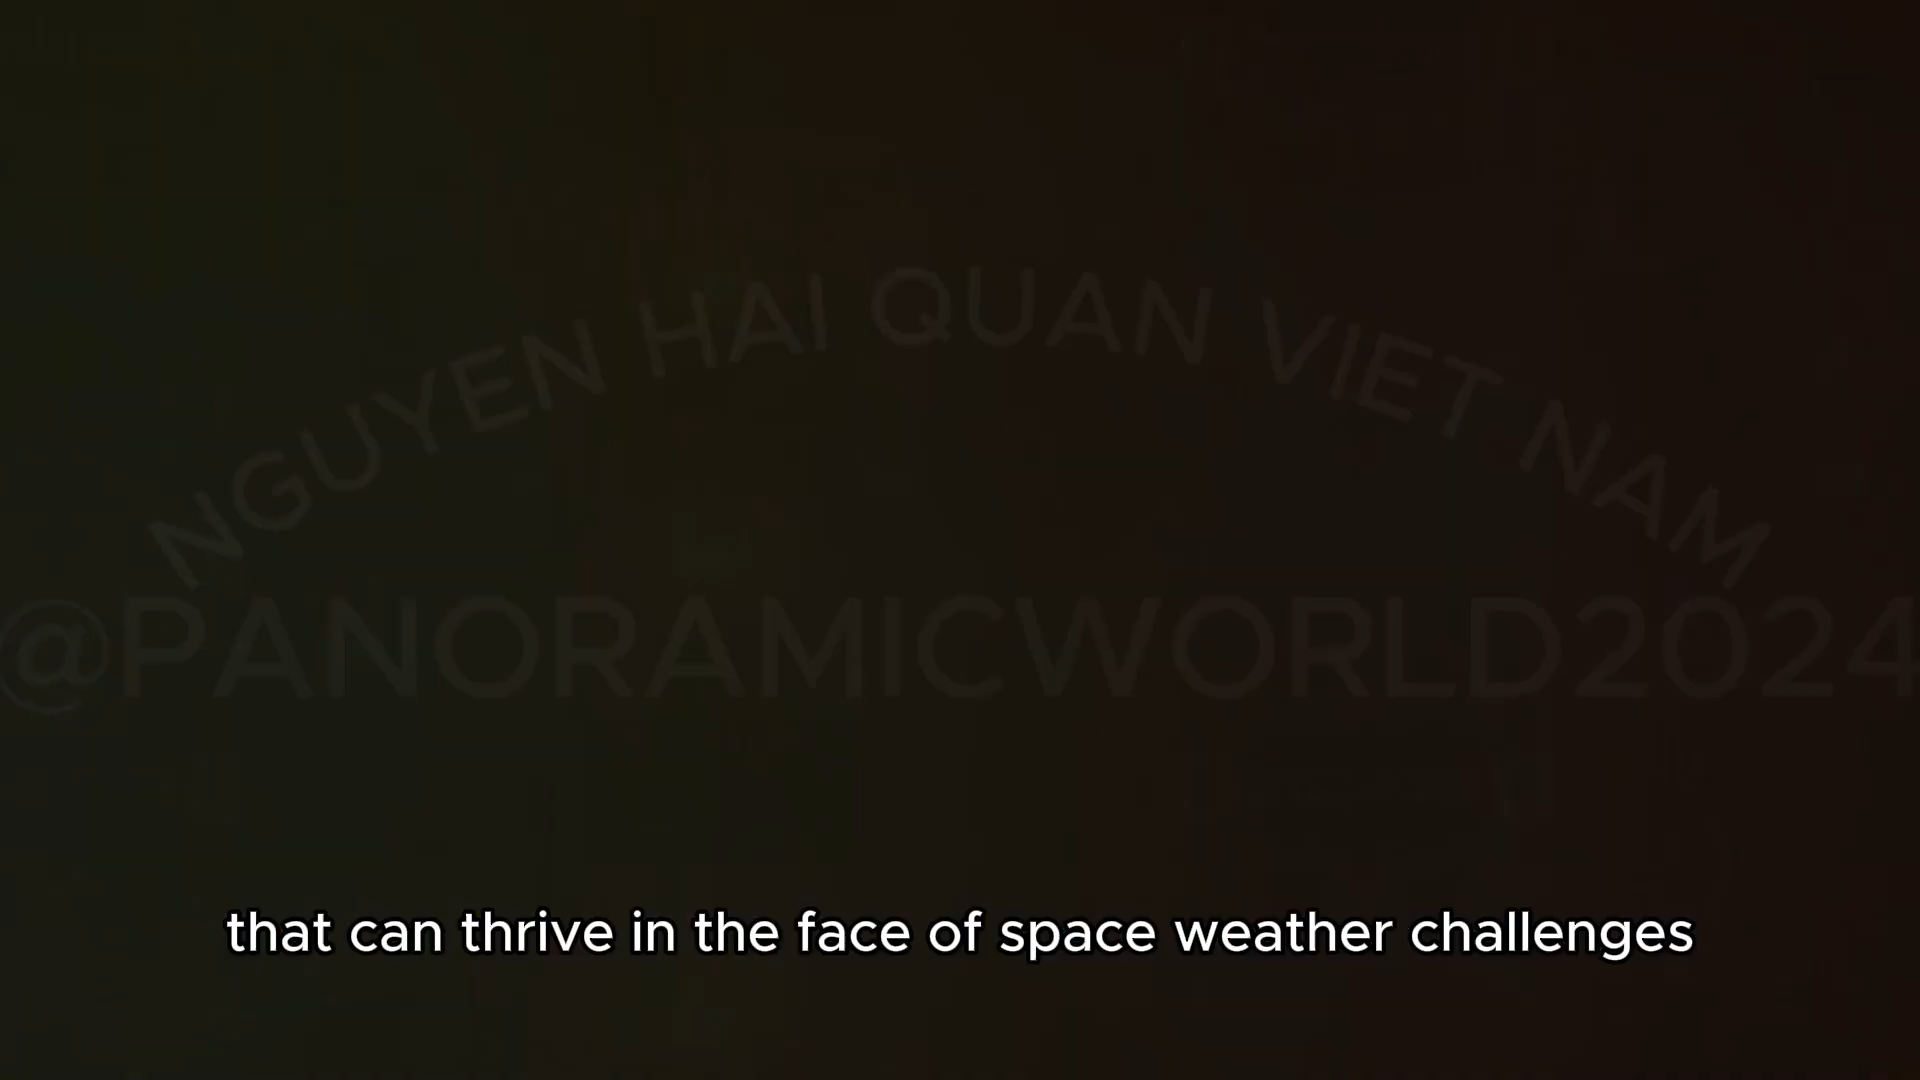 NGUYEN HAI QUAN VIET NAM
@PANORAMICWORLD2024
that can thrive in the face of space weather challenges